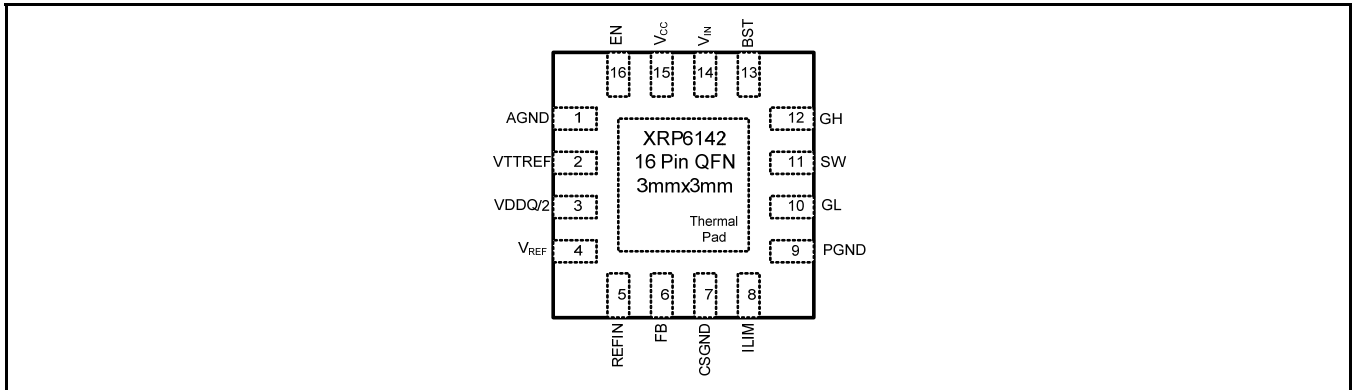 EN
VCC
VIN
BST
16
15
14
13
AGND 1
12 GH
VTTREF 2
11 SW
VDDQ/2 3
10 GL
VREF 4
9 PGND
XRP6142
16 Pin QFN
3mmx3mm
Thermal
Pad
5
6
7
8
REFIN
FB
CSGND
ILIM